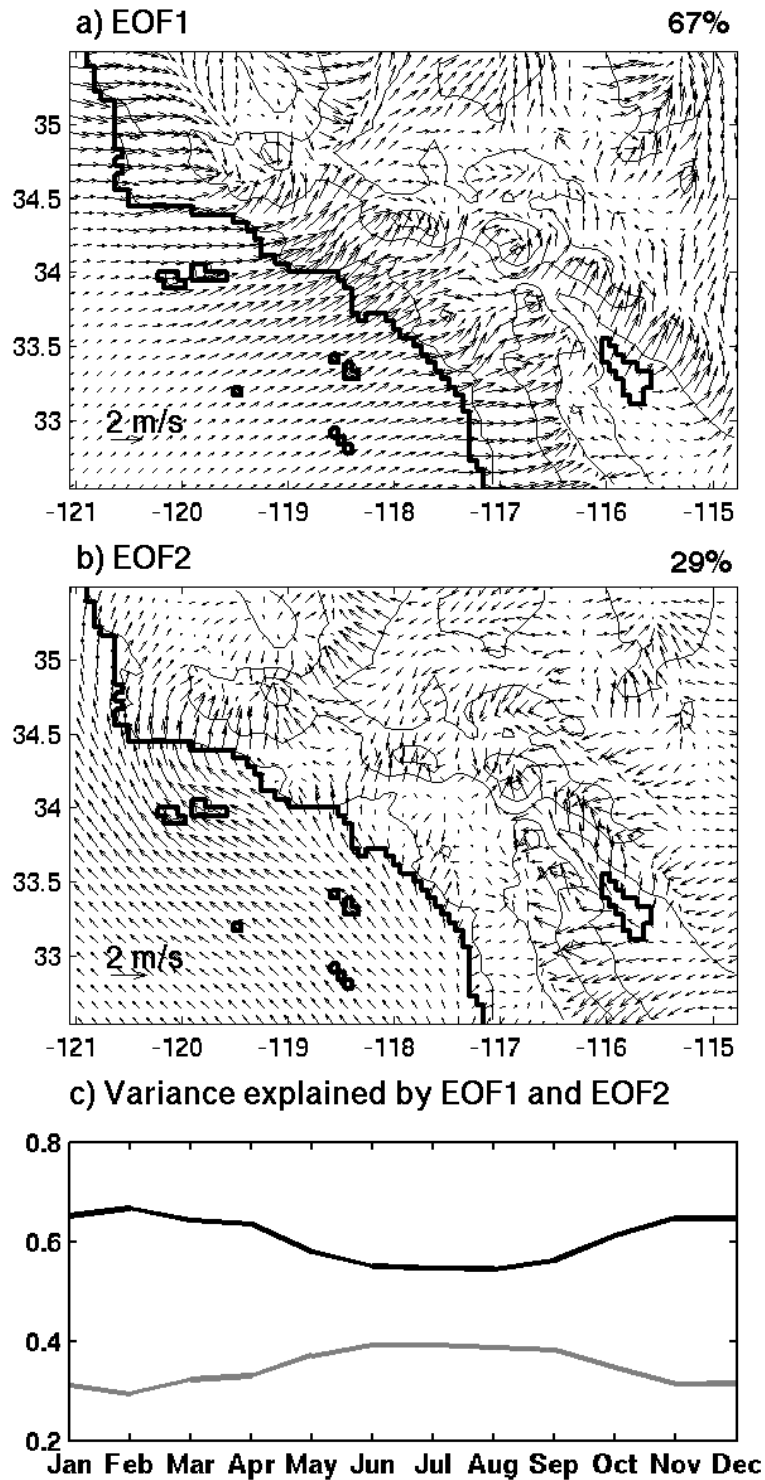 a) EOF1 67%
35
34.5
34
33.5
33
2 m/s
-121 -120 -119 -118 -117 -116 -115
b) EOF2 29%
35
34.5
34
33.5
33
2 m/s
-121 -120 -119 -118 -117 -116 -115
c) Variance explained by EOF1 and EOF2
0.8
0.6
0.4
0.2
Jan Feb Mar Apr May Jun Jul Aug Sep Oct Nov Dec